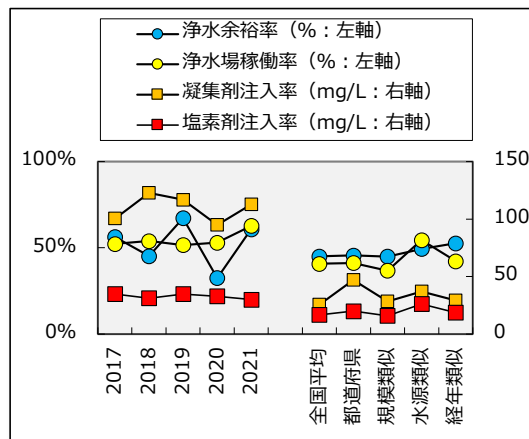 浄水余裕率（%：左軸）
浄水場稼働率（%：左軸）
凝集剤注入率（mg/L：右軸）
塩素剤注入率（mg/L：右軸）
100%
50%
0%
150
100
50
0
2017
2018
2019
2020
2021
全国平均
都道府県
規模類似
水源類似
経年類似